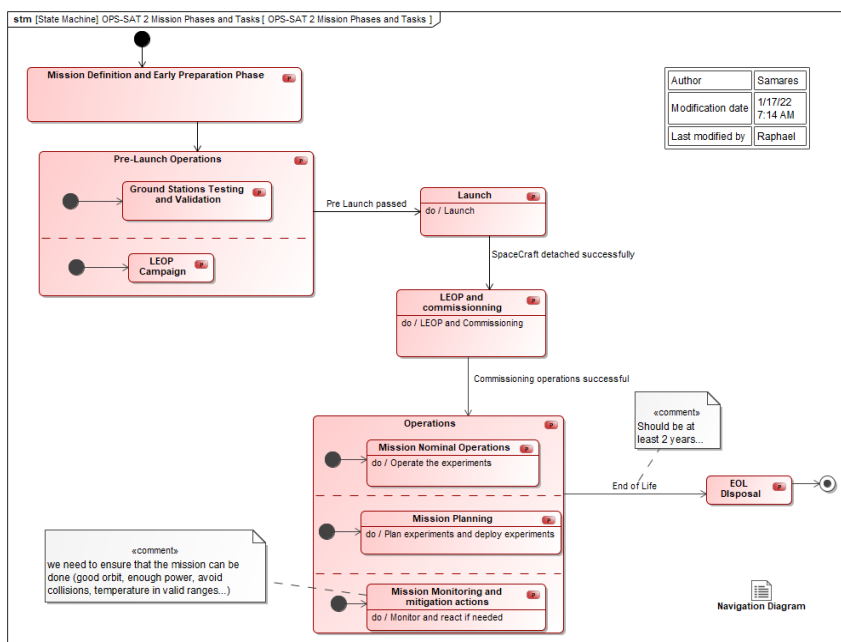 stm [State Machine] OPS-SAT 2 Mission Phases and Tasks [ OPS-SAT 2 Mission Phases and Tasks ]
Mission Definition and Early Preparation Phase
P
Author Samares
Modification date 1/17/22
7:14 AM
Last modified by Raphael
Pre-Launch Operations
P
Ground Stations Testing
and Validation
P
LEOP
Campaign
P
Pre Launch passed
Launch
P
do / Launch
SpaceCraft detached successfully
LEOP and
commissionning
P
do / LEOP and Commissioning
Commissioning operations successful
Operations
P
Mission Nominal Operations
P
do / Operate the experiments
Mission Planning
P
do / Plan experiments and deploy experiments
Mission Monitoring and
mitigation actions
P
do / Monitor and react if needed
«comment»
Should be at
least 2 years...
End of Life
EOL
DIsposal
P
«comment»
we need to ensure that the mission can be
done (good orbit, enough power, avoid
collisions, temperature in valid ranges...)
Navigation Diagram